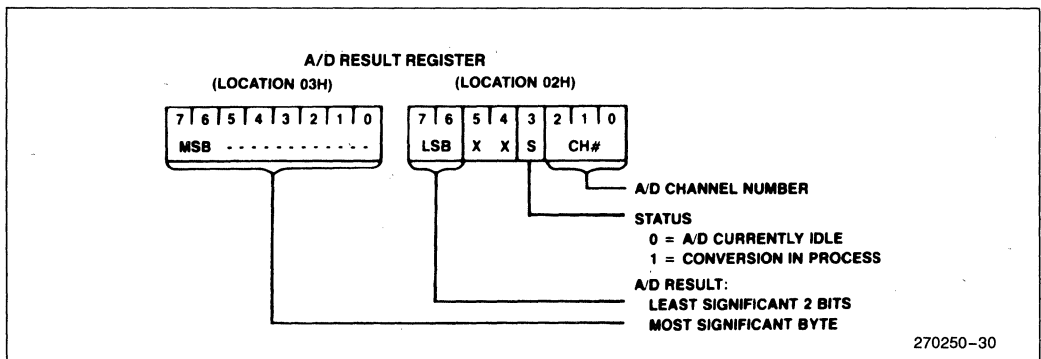 A/D RESULT REGISTER
(LOCATION 03H) (LOCATION 02H)
7 6 5 4 3 2 1 0 7 6 5 4 3 2 1 0
MSB - - - - - - - - - - - LSB X X S CH#
A/D CHANNEL NUMBER
STATUS
0 = A/D CURRENTLY IDLE
1 = CONVERSION IN PROCESS
A/D RESULT:
LEAST SIGNIFICANT 2 BITS
MOST SIGNIFICANT BYTE
270250-30